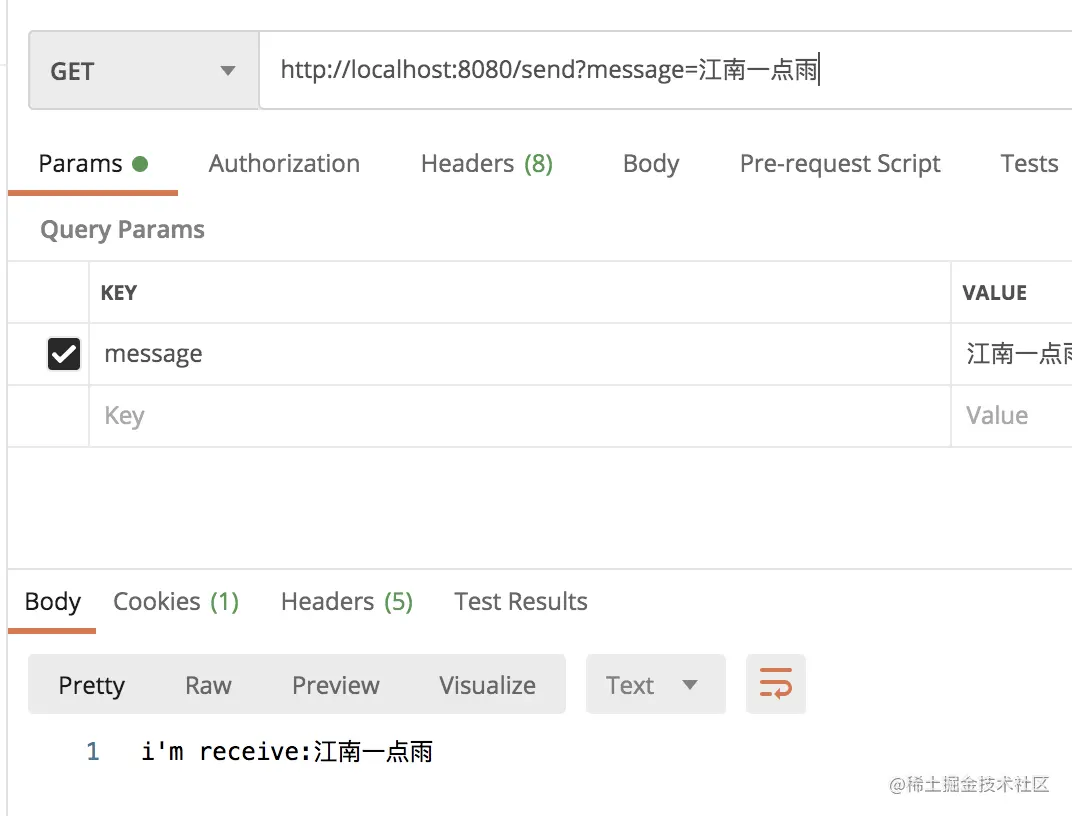 GET http://localhost:8080/send?message=江南一点雨
Params Authorization Headers (8) Body Pre-request Script Tests
Query Params
KEY VALUE
message 江南一点雨
Key Value
Body Cookies (1) Headers (5) Test Results
Pretty Raw Preview Visualize Text
1 i'm receive:江南一点雨
@稀土掘金技术社区